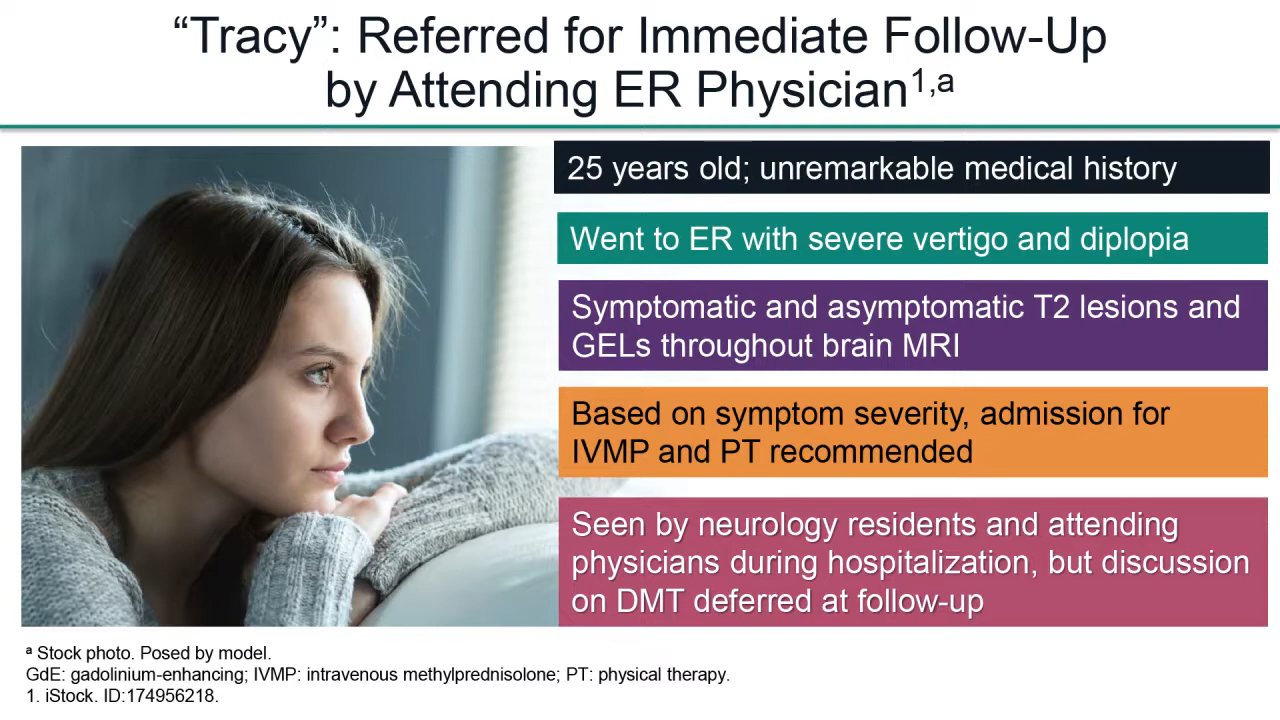 “Tracy”: Referred for Immediate Follow-Up
by Attending ER Physician1,a
25 years old; unremarkable medical history
Went to ER with severe vertigo and diplopia
Symptomatic and asymptomatic T2 lesions and
GELs throughout brain MRI
Based on symptom severity, admission for
IVMP and PT recommended
Seen by neurology residents and attending
physicians during hospitalization, but discussion
on DMT deferred at follow-up
a Stock photo. Posed by model.
GdE: gadolinium-enhancing; IVMP: intravenous methylprednisolone; PT: physical therapy.
1. iStock. ID:174956218.